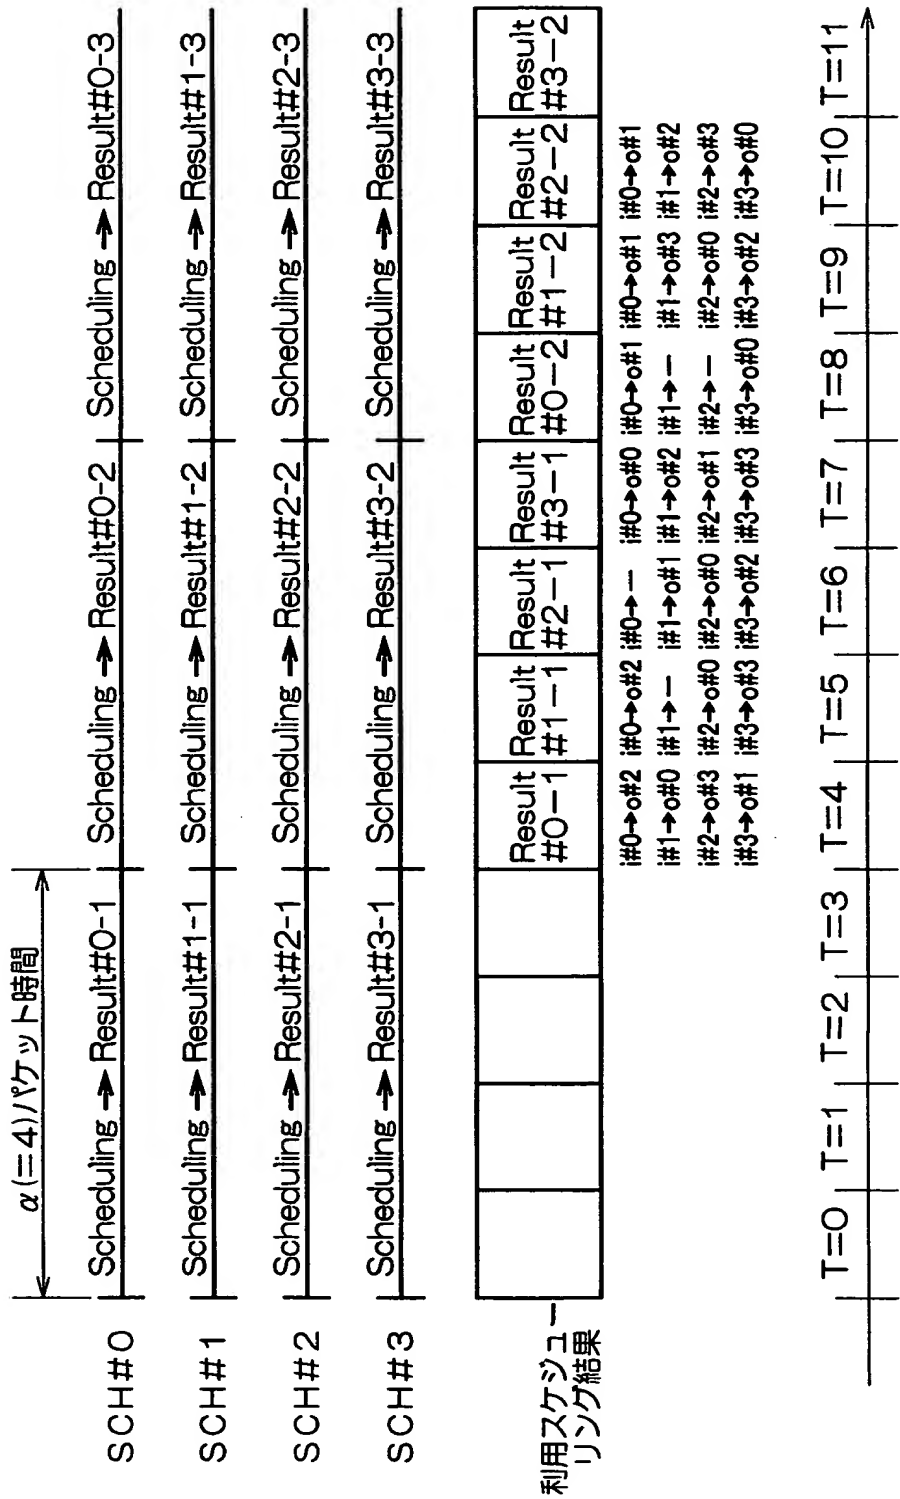 α(=4)パケット時間
SCH#0 Scheduling → Result#0-1 Scheduling → Result#0-2 Scheduling → Result#0-3
SCH#1 Scheduling → Result#1-1 Scheduling → Result#1-2 Scheduling → Result#1-3
SCH#2 Scheduling → Result#2-1 Scheduling → Result#2-2 Scheduling → Result#2-3
SCH#3 Scheduling → Result#3-1 Scheduling → Result#3-2 Scheduling → Result#3-3
利用スケジュー
リング結果
Result Result Result Result Result Result Result Result
#0-1 #1-1 #2-1 #3-1 #0-2 #1-2 #2-2 #3-2
i#0→o#2 i#0→o#2 i#0→— i#0→o#0 i#0→o#1 i#0→o#1 i#0→o#1
i#1→o#0 i#1→— i#1→o#1 i#1→o#2 i#1→— i#1→o#3 i#1→o#2
i#2→o#3 i#2→o#0 i#2→o#0 i#2→o#1 i#2→— i#2→o#0 i#2→o#3
i#3→o#1 i#3→o#3 i#3→o#2 i#3→o#3 i#3→o#0 i#3→o#2 i#3→o#0
T=0 T=1 T=2 T=3 T=4 T=5 T=6 T=7 T=8 T=9 T=10 T=11